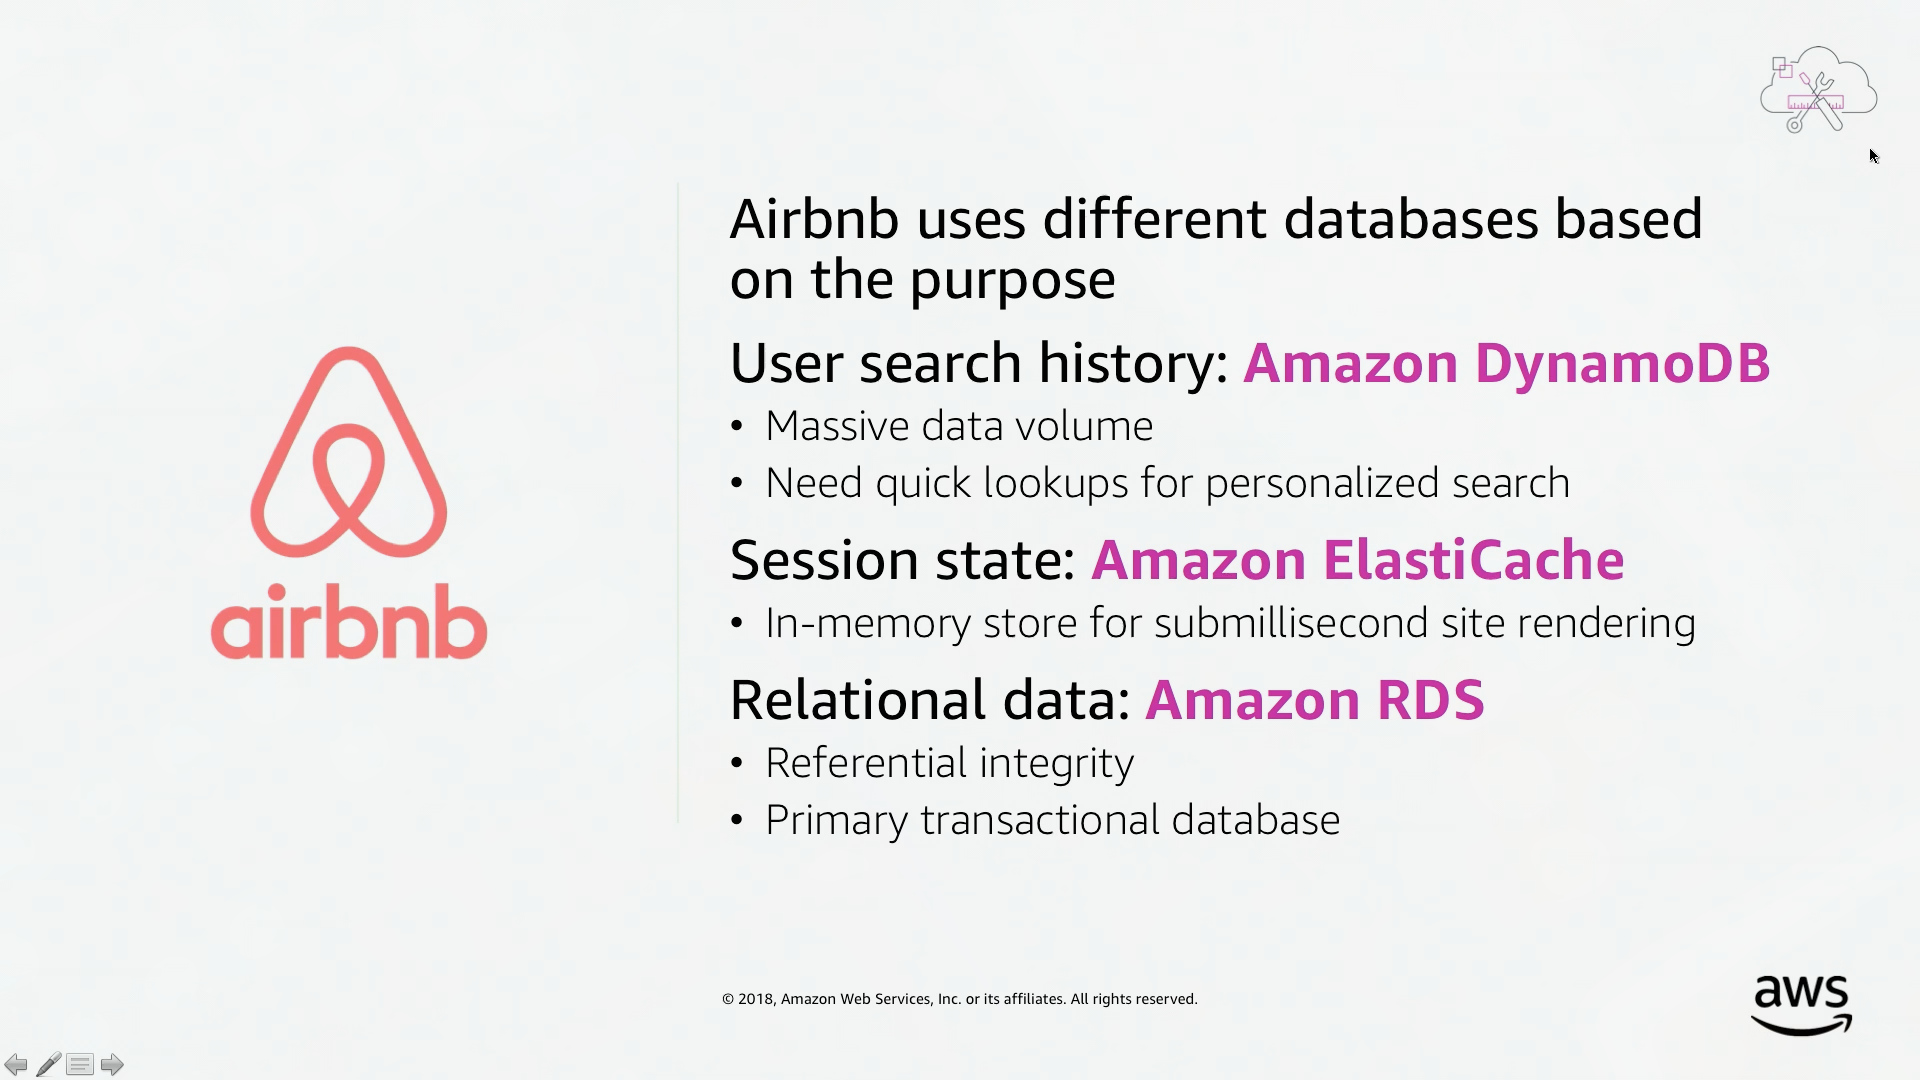 Airbnb uses different databases based
on the purpose
User search history: Amazon DynamoDB
• Massive data volume
• Need quick lookups for personalized search
Session state: Amazon ElastiCache
• In-memory store for submillisecond site rendering
Relational data: Amazon RDS
• Referential integrity
• Primary transactional database
airbnb
© 2018, Amazon Web Services, Inc. or its affiliates. All rights reserved.
aws